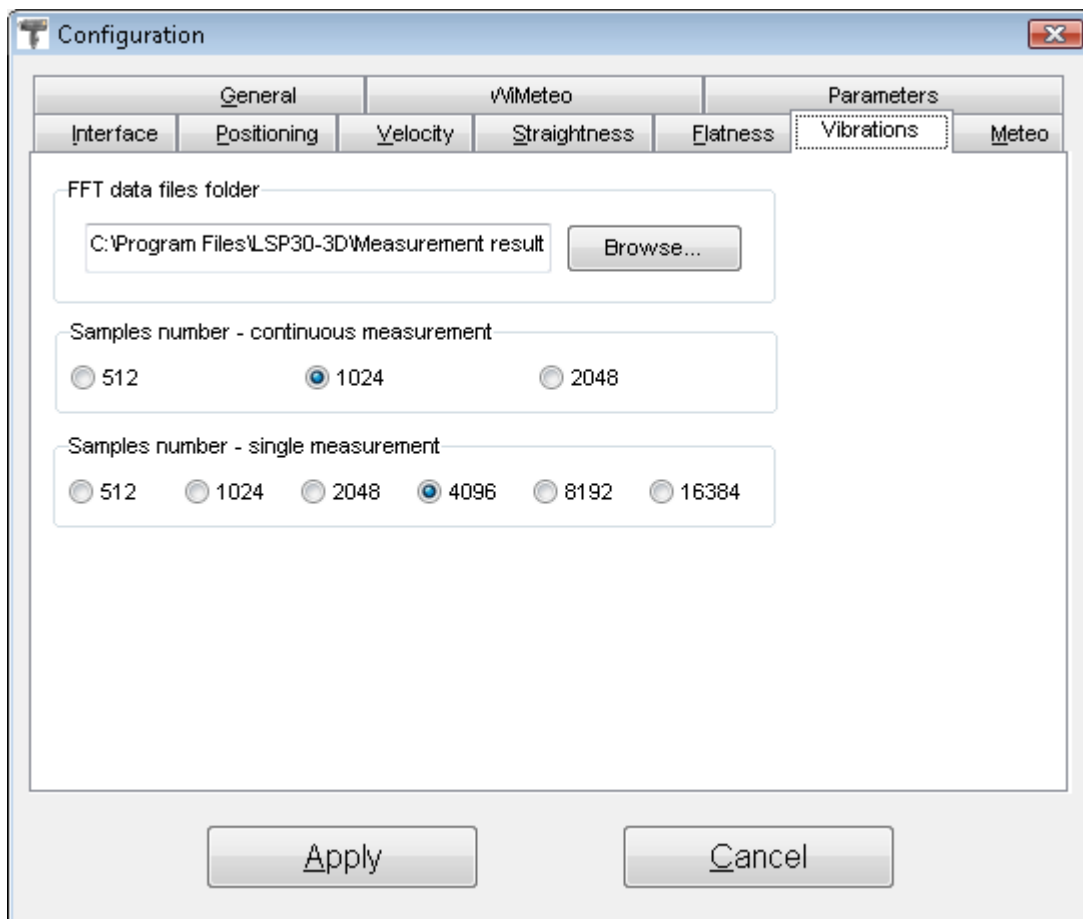 Configuration
General WiMeteo Parameters
Interface Positioning Velocity Straightness Flatness Vibrations Meteo
FFT data files folder
C:\Program Files\LSP30-3D\Measurement result Browse...
Samples number - continuous measurement
512 1024 2048
Samples number - single measurement
512 1024 2048 4096 8192 16384
Apply Cancel